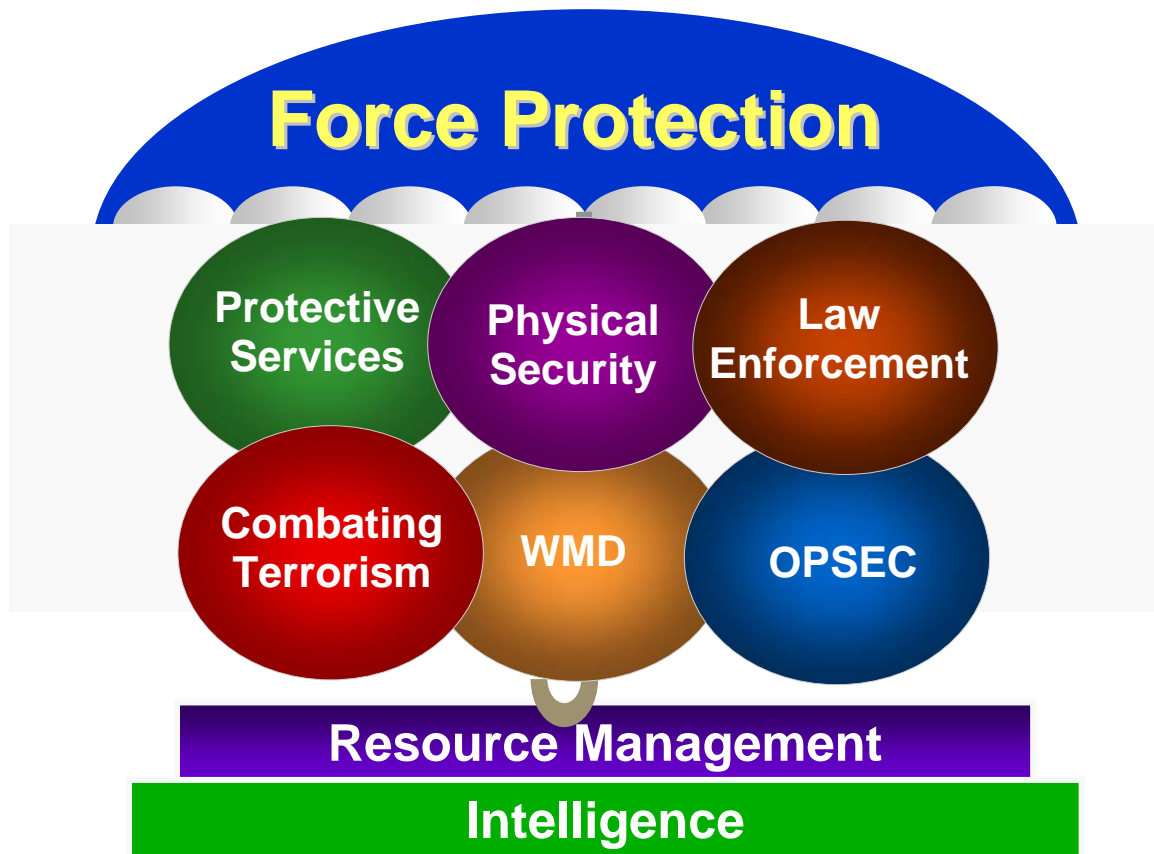 Force Protection
Protective
Services
Physical
Security
Law
Enforcement
Combating
Terrorism
WMD
OPSEC
Resource Management
Intelligence